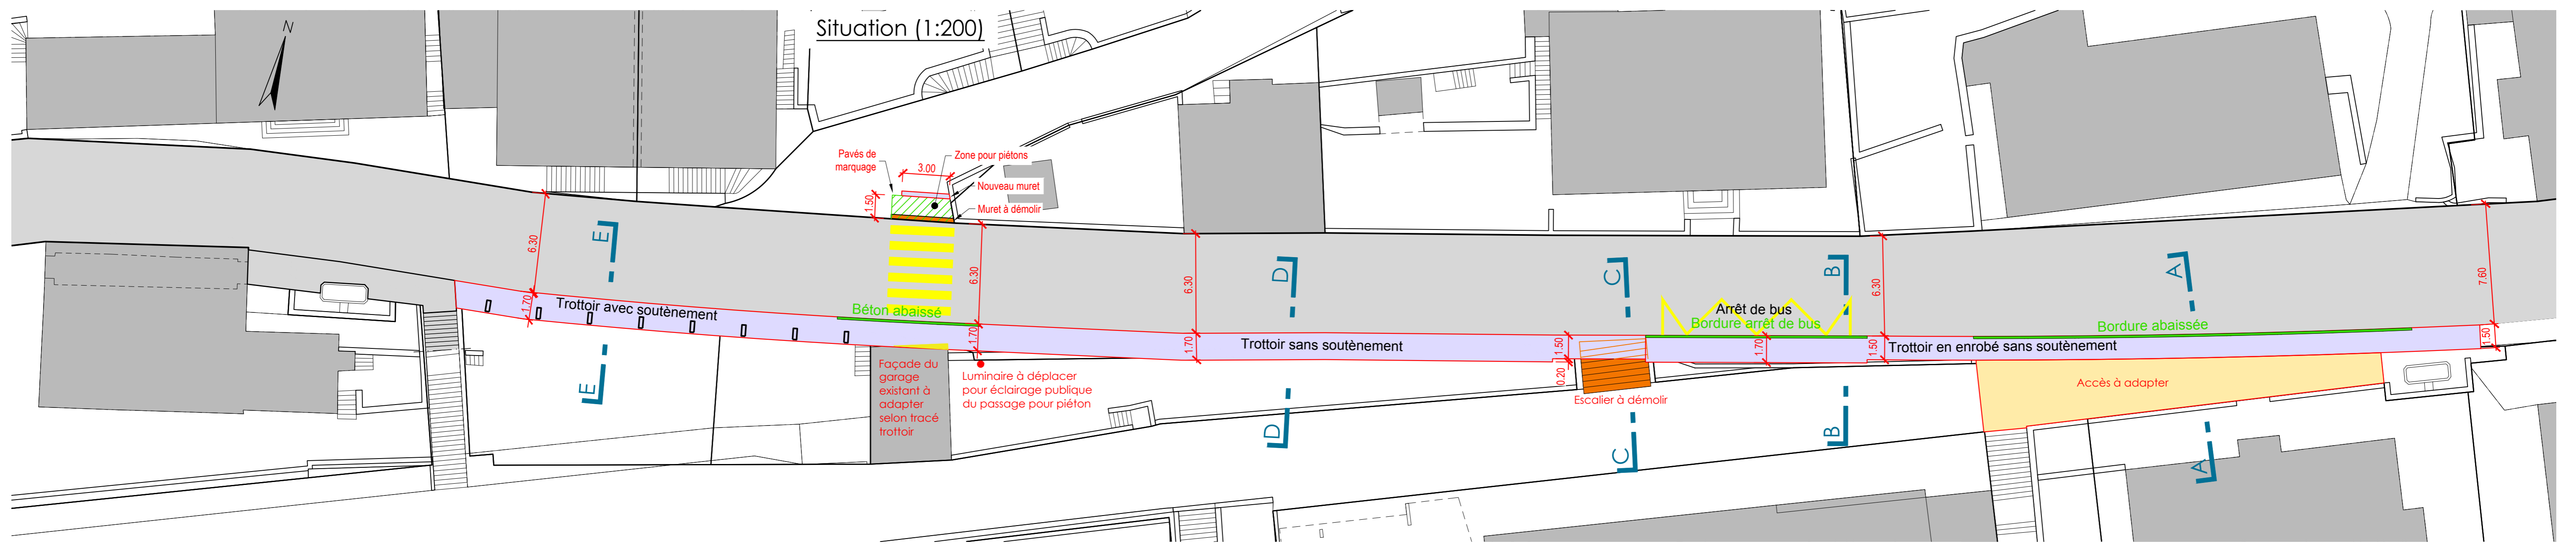 Situation (1:200)
N
Pavés de
marquage
3.00
Zone pour piétons
Nouveau muret
Muret à démolir
1.50
6.30
E
6.30
6.30
D
C
B
6.30
A
7.60
1.70
Trottoir avec soutènement
Béton abaissé
1.70
1.70
Trottoir sans soutènement
1.50
0.20
Arrêt de bus
Bordure arrêt de bus
1.70
1.50
Trottoir en enrobé sans soutènement
Bordure abaissée
1.50
E
Façade du
garage
existant à
adapter
selon tracé
trottoir
Luminaire à déplacer
pour éclairage publique
du passage pour piéton
D
Escalier à démolir
C
B
Accès à adapter
A